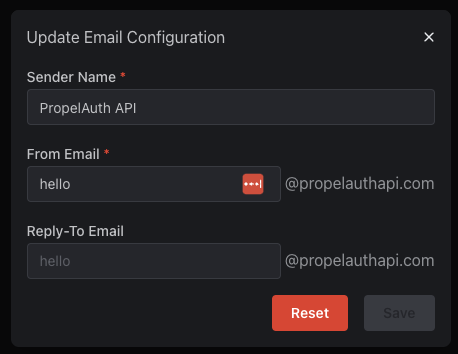 Update Email Configuration
Sender Name *
PropelAuth API
From Email *
hello @propelauthapi.com
Reply-To Email
hello @propelauthapi.com
Reset Save